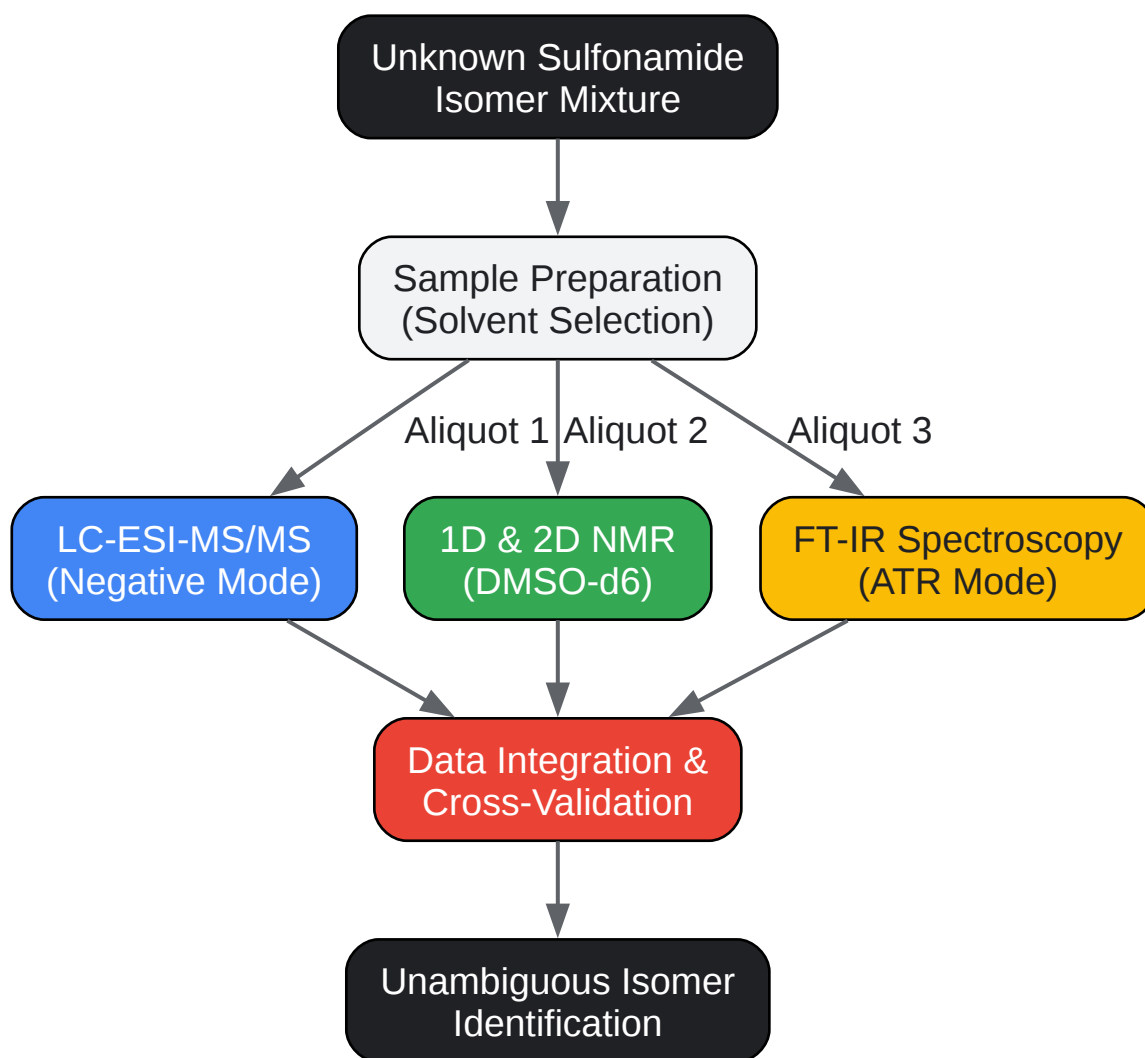 Unknown Sulfonamide
Isomer Mixture
Sample Preparation
(Solvent Selection)
Aliquot 1
Aliquot 2
Aliquot 3
LC-ESI-MS/MS
(Negative Mode)
1D & 2D NMR
(DMSO-d6)
FT-IR Spectroscopy
(ATR Mode)
Data Integration &
Cross-Validation
Unambiguous Isomer
Identification